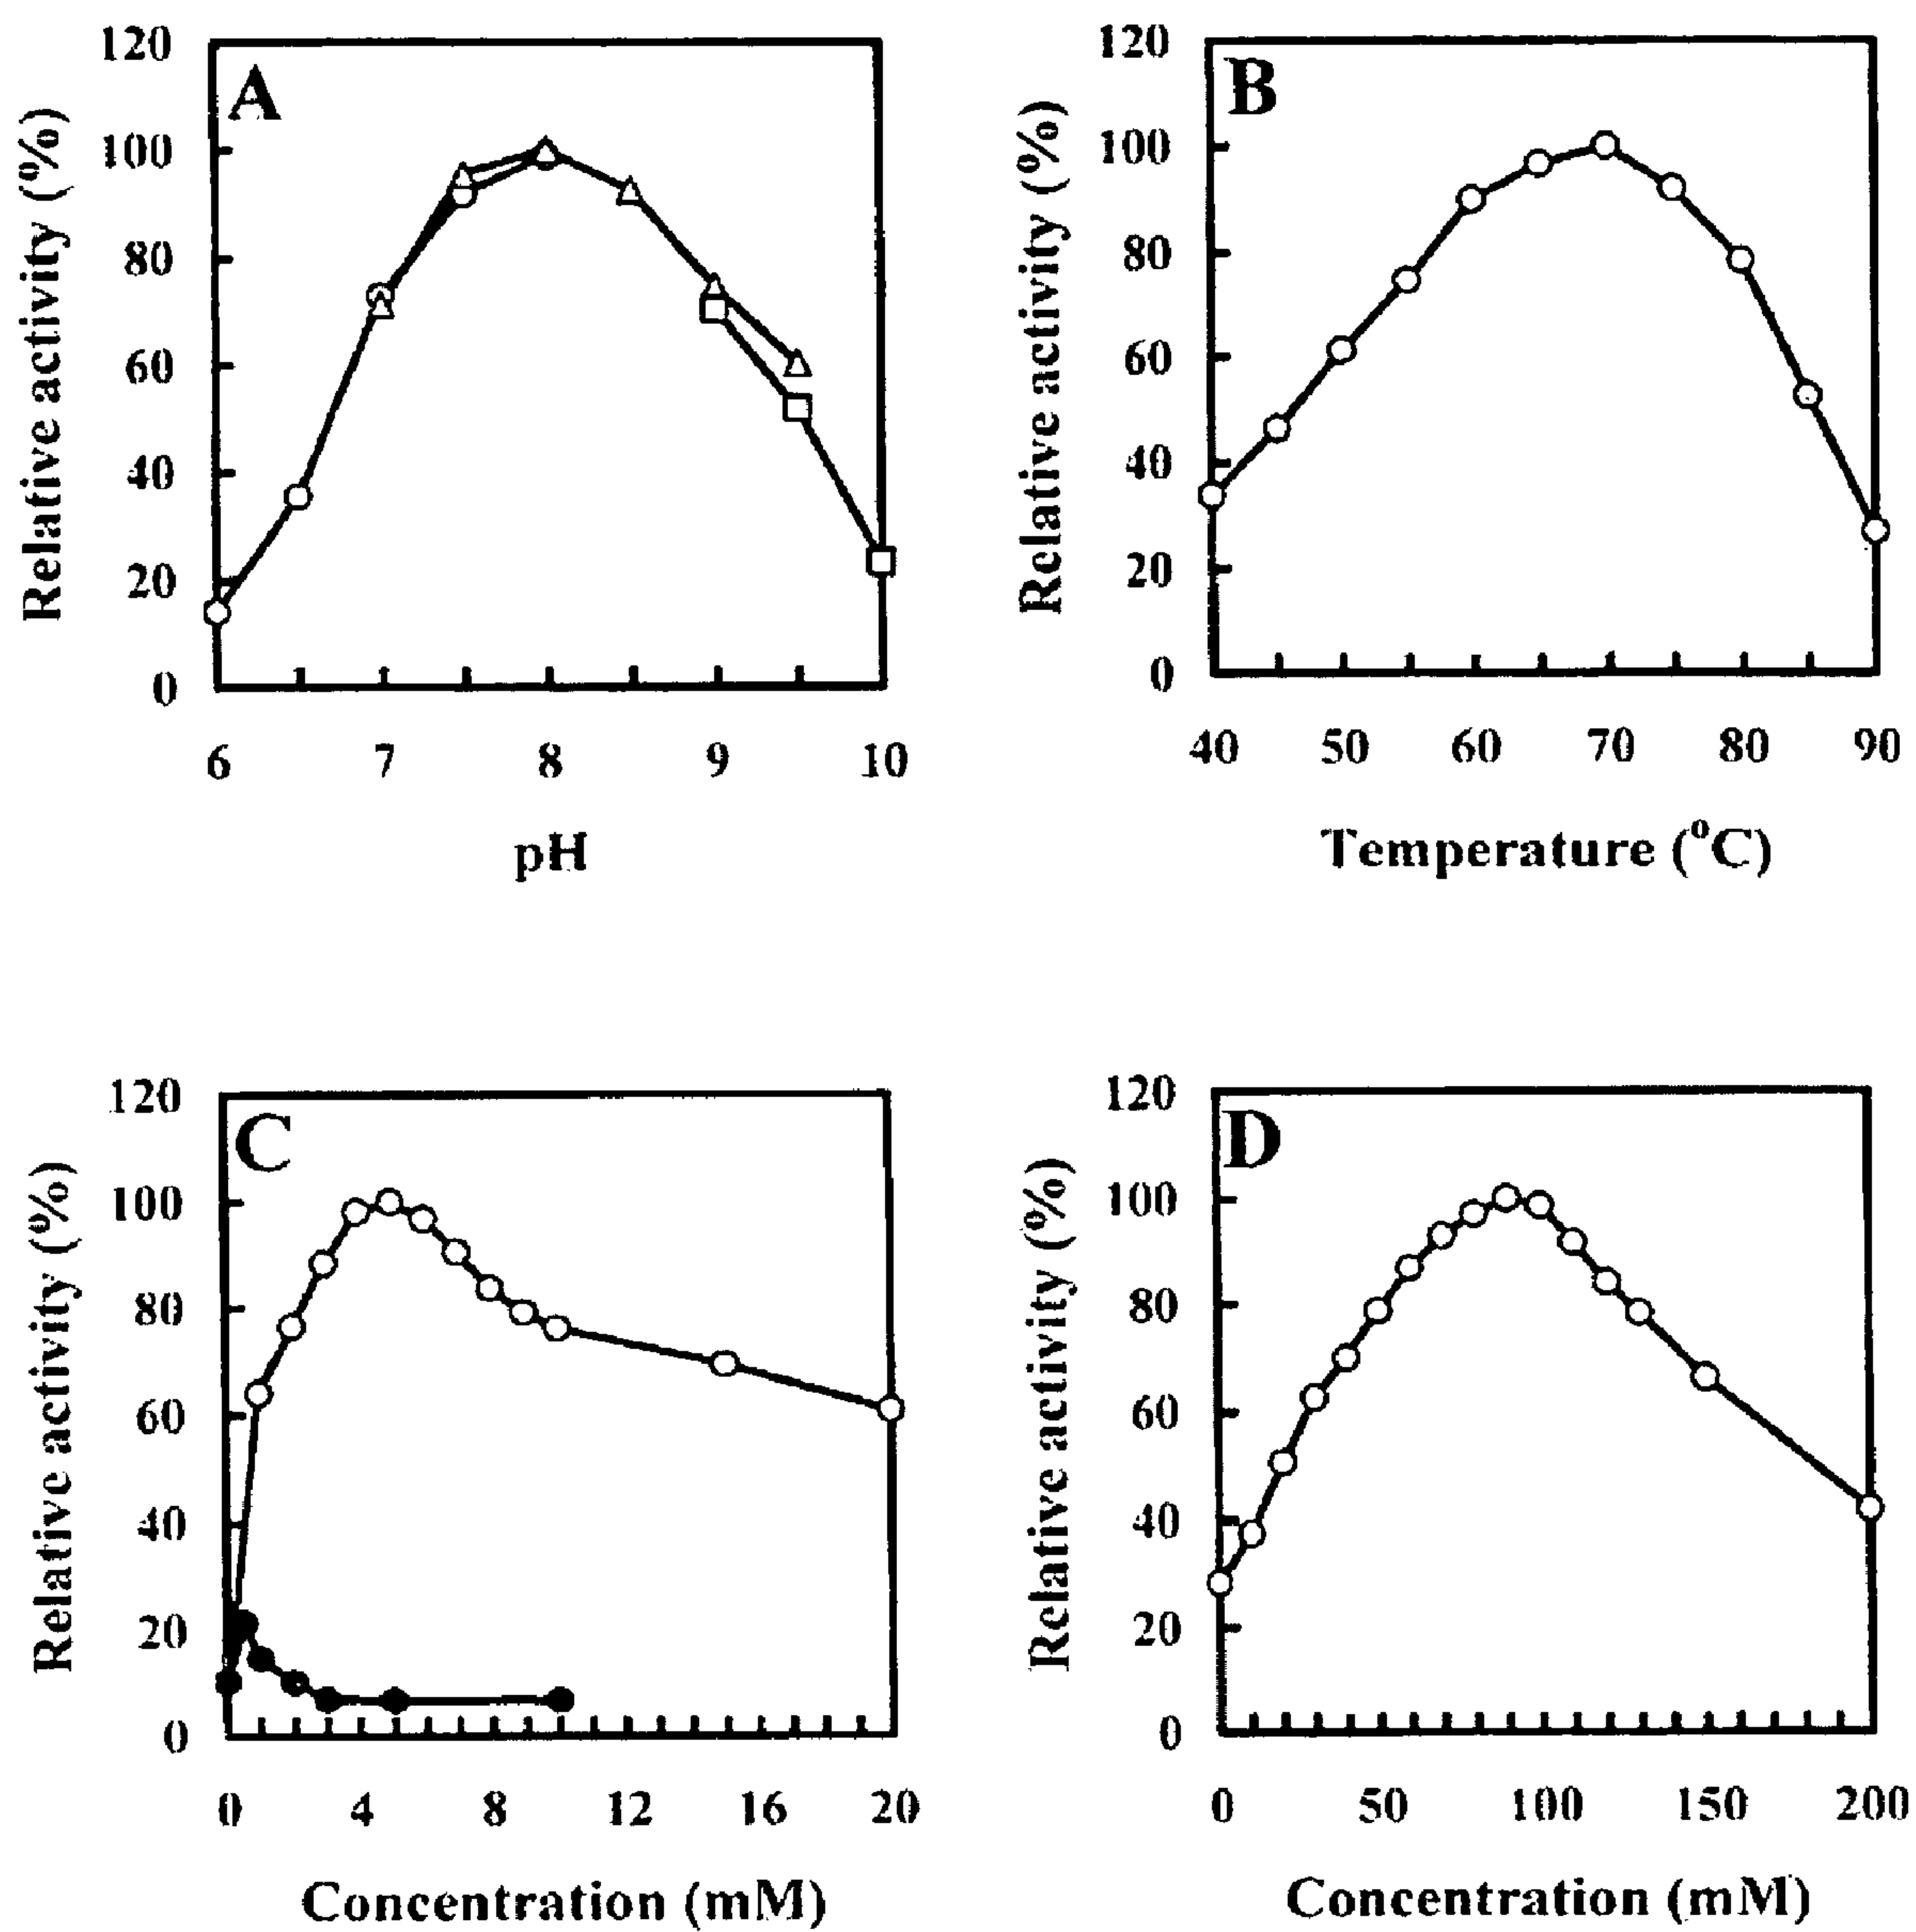 A
Relative activity (%)
120
100
80
60
40
20
0
6 7 8 9 10
pH
B
Relative activity (%)
120
100
80
60
40
20
0
40 50 60 70 80 90
Temperature (°C)
C
Relative activity (%)
120
100
80
60
40
20
0
0 4 8 12 16 20
Concentration (mM)
D
Relative activity (%)
120
100
80
60
40
20
0
0 50 100 150 200
Concentration (mM)